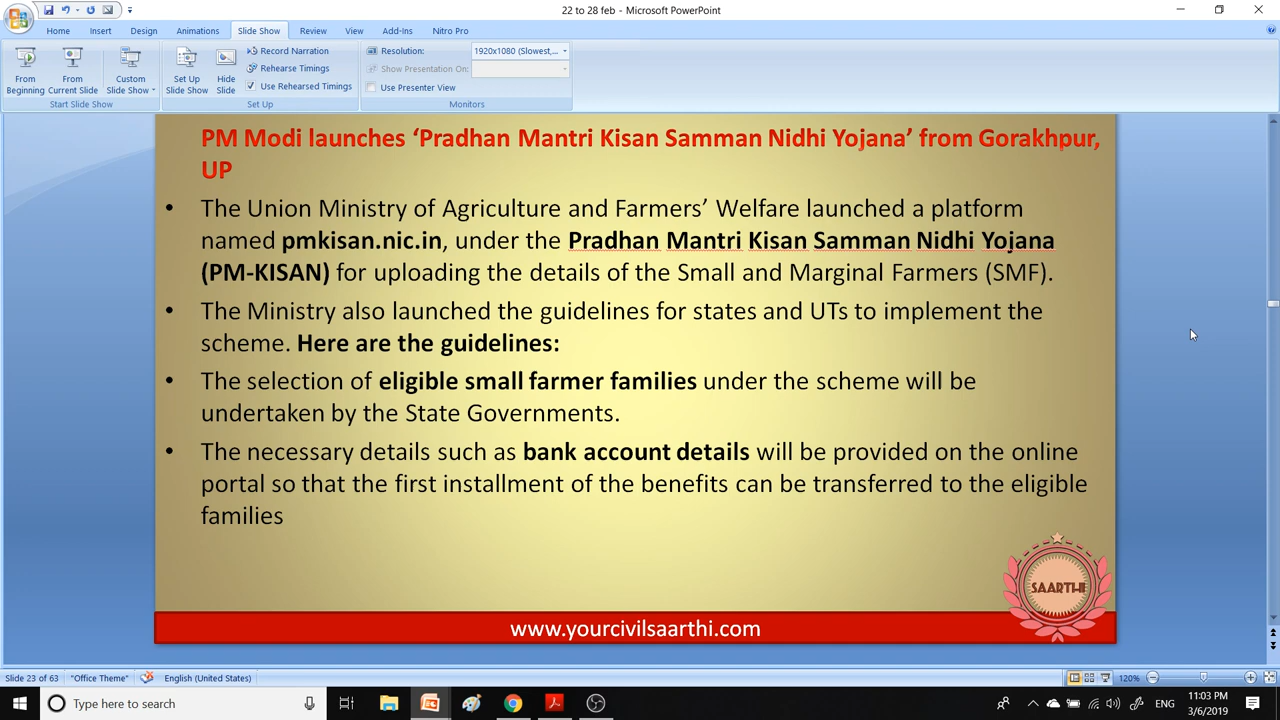 22 to 28 feb - Microsoft PowerPoint
Home Insert Design Animations Slide Show Review View Add-Ins Nitro Pro
From Beginning
From Current Slide
Custom Slide Show
Start Slide Show
Set Up Slide Show
Hide Slide
Record Narration
Rehearse Timings
Use Rehearsed Timings
Set Up
Resolution: 1920x1080 (Slowest,...
Show Presentation On:
Use Presenter View
Monitors
PM Modi launches ‘Pradhan Mantri Kisan Samman Nidhi Yojana’ from Gorakhpur,
UP
• The Union Ministry of Agriculture and Farmers’ Welfare launched a platform
named pmkisan.nic.in, under the Pradhan Mantri Kisan Samman Nidhi Yojana
(PM-KISAN) for uploading the details of the Small and Marginal Farmers (SMF).
• The Ministry also launched the guidelines for states and UTs to implement the
scheme. Here are the guidelines:
• The selection of eligible small farmer families under the scheme will be
undertaken by the State Governments.
• The necessary details such as bank account details will be provided on the online
portal so that the first installment of the benefits can be transferred to the eligible
families
SAARTHI
www.yourcivilsaarthi.com
Slide 23 of 63 "Office Theme" English (United States) 120%
Type here to search
ENG
11:03 PM
3/6/2019